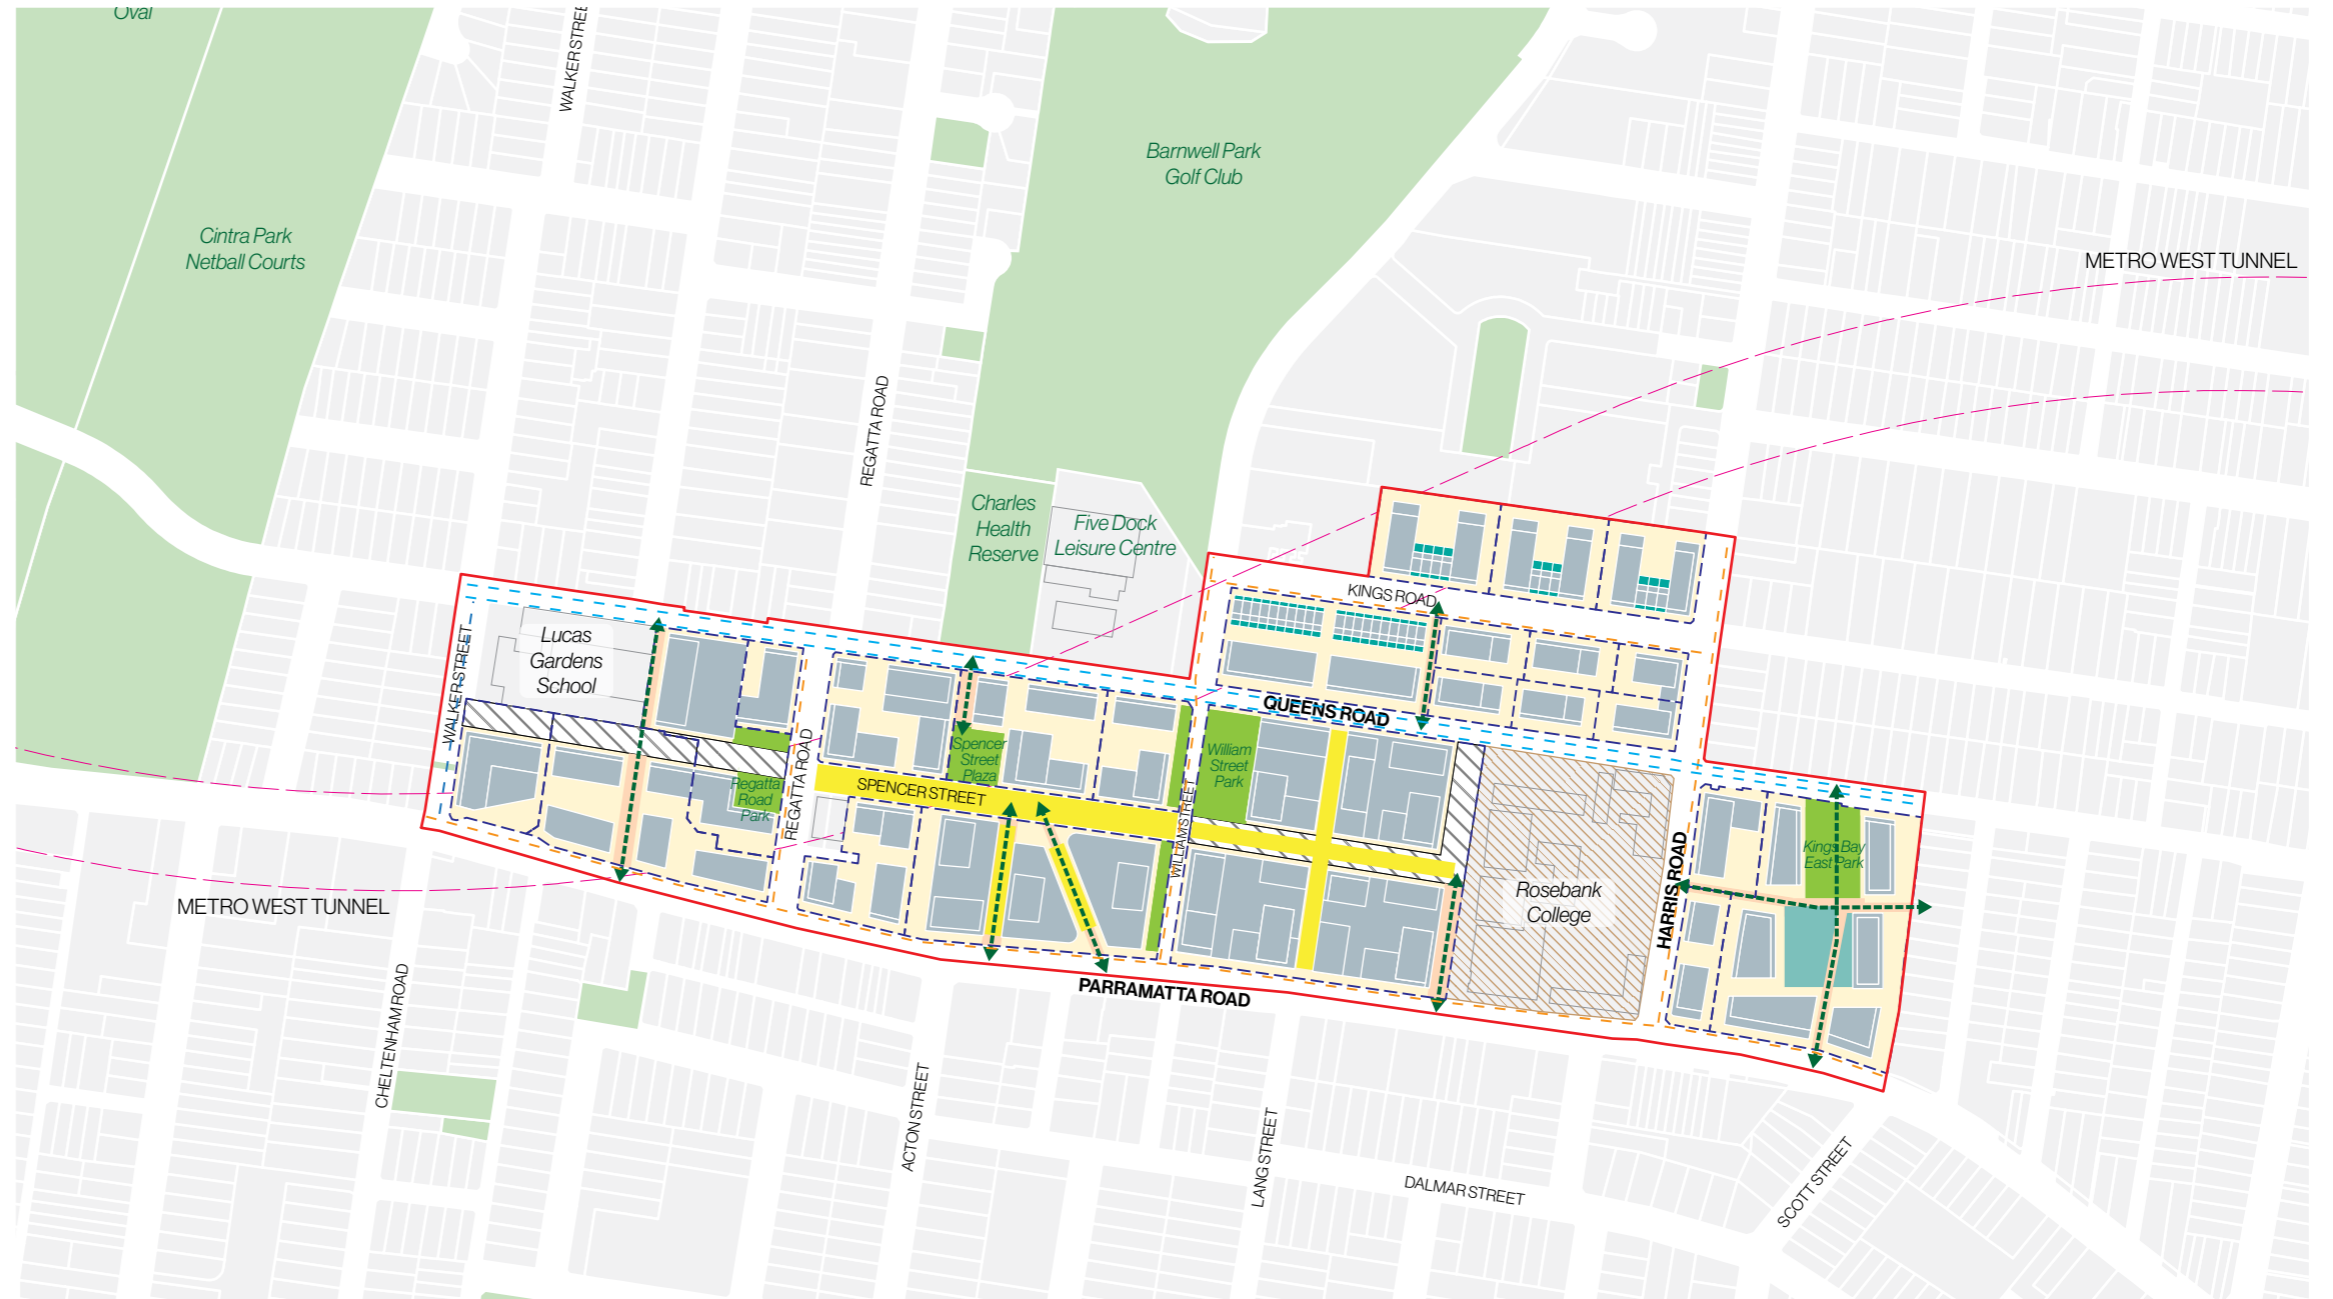 Oval
WALKER STREE
Barnwell Park
Golf Club
Cintra Park
Netball Courts
METRO WEST TUNNEL
REGATTA ROAD
Charles
Health
Reserve
Five Dock
Leisure Centre
KINGS ROAD
Lucas
Gardens
School
WALKER STREET
QUEENS ROAD
REGATTA ROAD
Spencer
Street
Plaza
William
Street
Park
Regatta
Road
Park
SPENCER STREET
WILLIAM STREET
Kings Bay
East Park
HARRIS ROAD
Rosebank
College
METRO WEST TUNNEL
PARRAMATTA ROAD
CHELTENHAM ROAD
ACTON STREET
LANG STREET
DALMAR STREET
SCOTT STREET